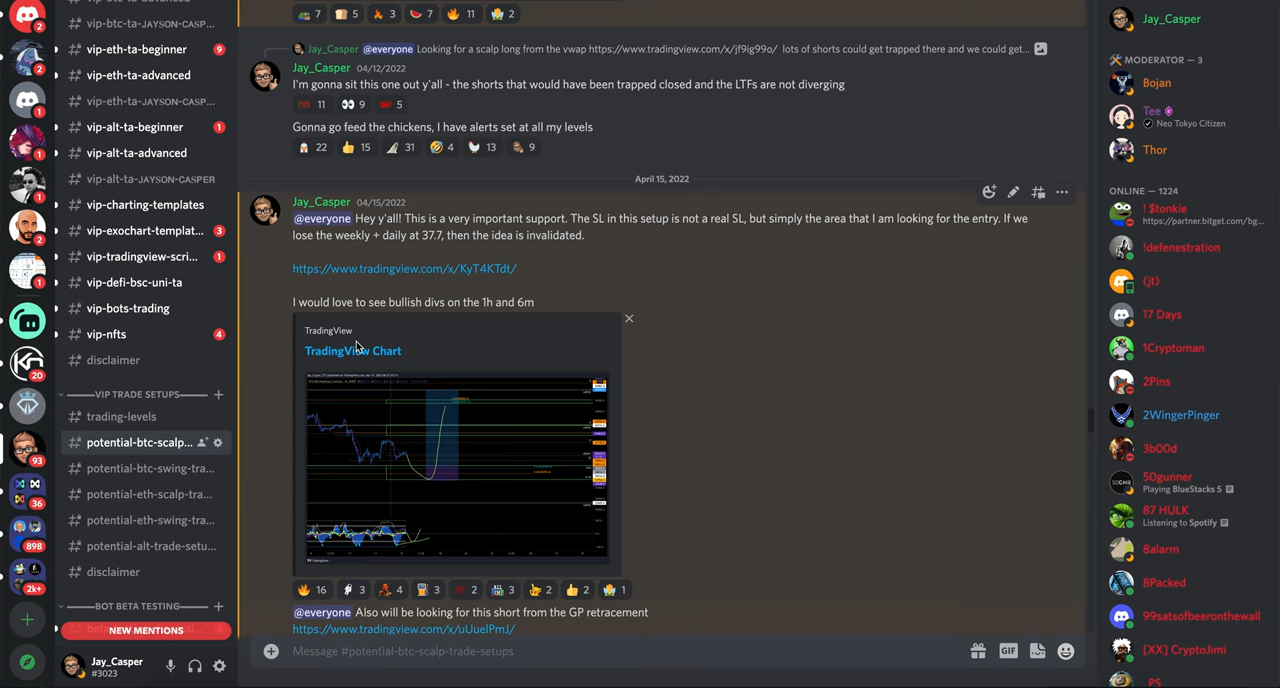 2
vip-btc-ta-JAYSON-CASP...
vip-eth-ta-beginner 9
2
vip-eth-ta-advanced
1
vip-eth-ta-JAYSON-CASP...
vip-alt-ta-beginner 1
1
vip-alt-ta-advanced
vip-alt-ta-JAYSON-CASPER
1
vip-charting-templates
2
vip-exochart-templat... 3
vip-tradingview-scri... 1
1
vip-defi-bsc-uni-ta
vip-bots-trading
vip-nfts 4
disclaimer
20
VIP TRADE SETUPS
trading-levels
potential-btc-scalp...
93
potential-btc-swing-tra...
potential-eth-scalp-tra...
36
potential-eth-swing-tra...
potential-alt-trade-setu...
898
disclaimer
2k+
BOT BETA TESTING
NEW MENTIONS
Jay_Casper
#3023
7 5 3 7 11 2
Jay_Casper @everyone Looking for a scalp long from the vwap https://www.tradingview.com/x/jf9ig99o/ lots of shorts could get trapped there and we could get...
Jay_Casper 04/12/2022
I'm gonna sit this one out y'all - the shorts that would have been trapped closed and the LTFs are not diverging
11 9 5
Gonna go feed the chickens, I have alerts set at all my levels
22 15 31 4 13 9
April 15, 2022
Jay_Casper 04/15/2022
@everyone Hey y'all! This is a very important support. The SL in this setup is not a real SL, but simply the area that I am looking for the entry. If we
lose the weekly + daily at 37.7, then the idea is invalidated.
https://www.tradingview.com/x/KyT4KTdt/
I would love to see bullish divs on the 1h and 6m
TradingView
TradingView Chart
TradingView
16 3 4 3 2 3 2 2 1
@everyone Also will be looking for this short from the GP retracement
https://www.tradingview.com/x/uUuelPmJ/
Message #potential-btc-scalp-trade-setups
GIF
Jay_Casper
MODERATOR — 3
Bojan
Tee
Neo Tokyo Citizen
Thor
ONLINE — 1224
! $tonkie
https://partner.bitget.com/bg...
!defenestration
(jt)
17 Days
1Cryptoman
2Pins
2WingerPinger
3b00d
50gunner
Playing BlueStacks 5
87 HULK
Listening to Spotify
8alarm
8Packed
99satsofbeeronthewall
[XX] CryptoJimi
_PS_